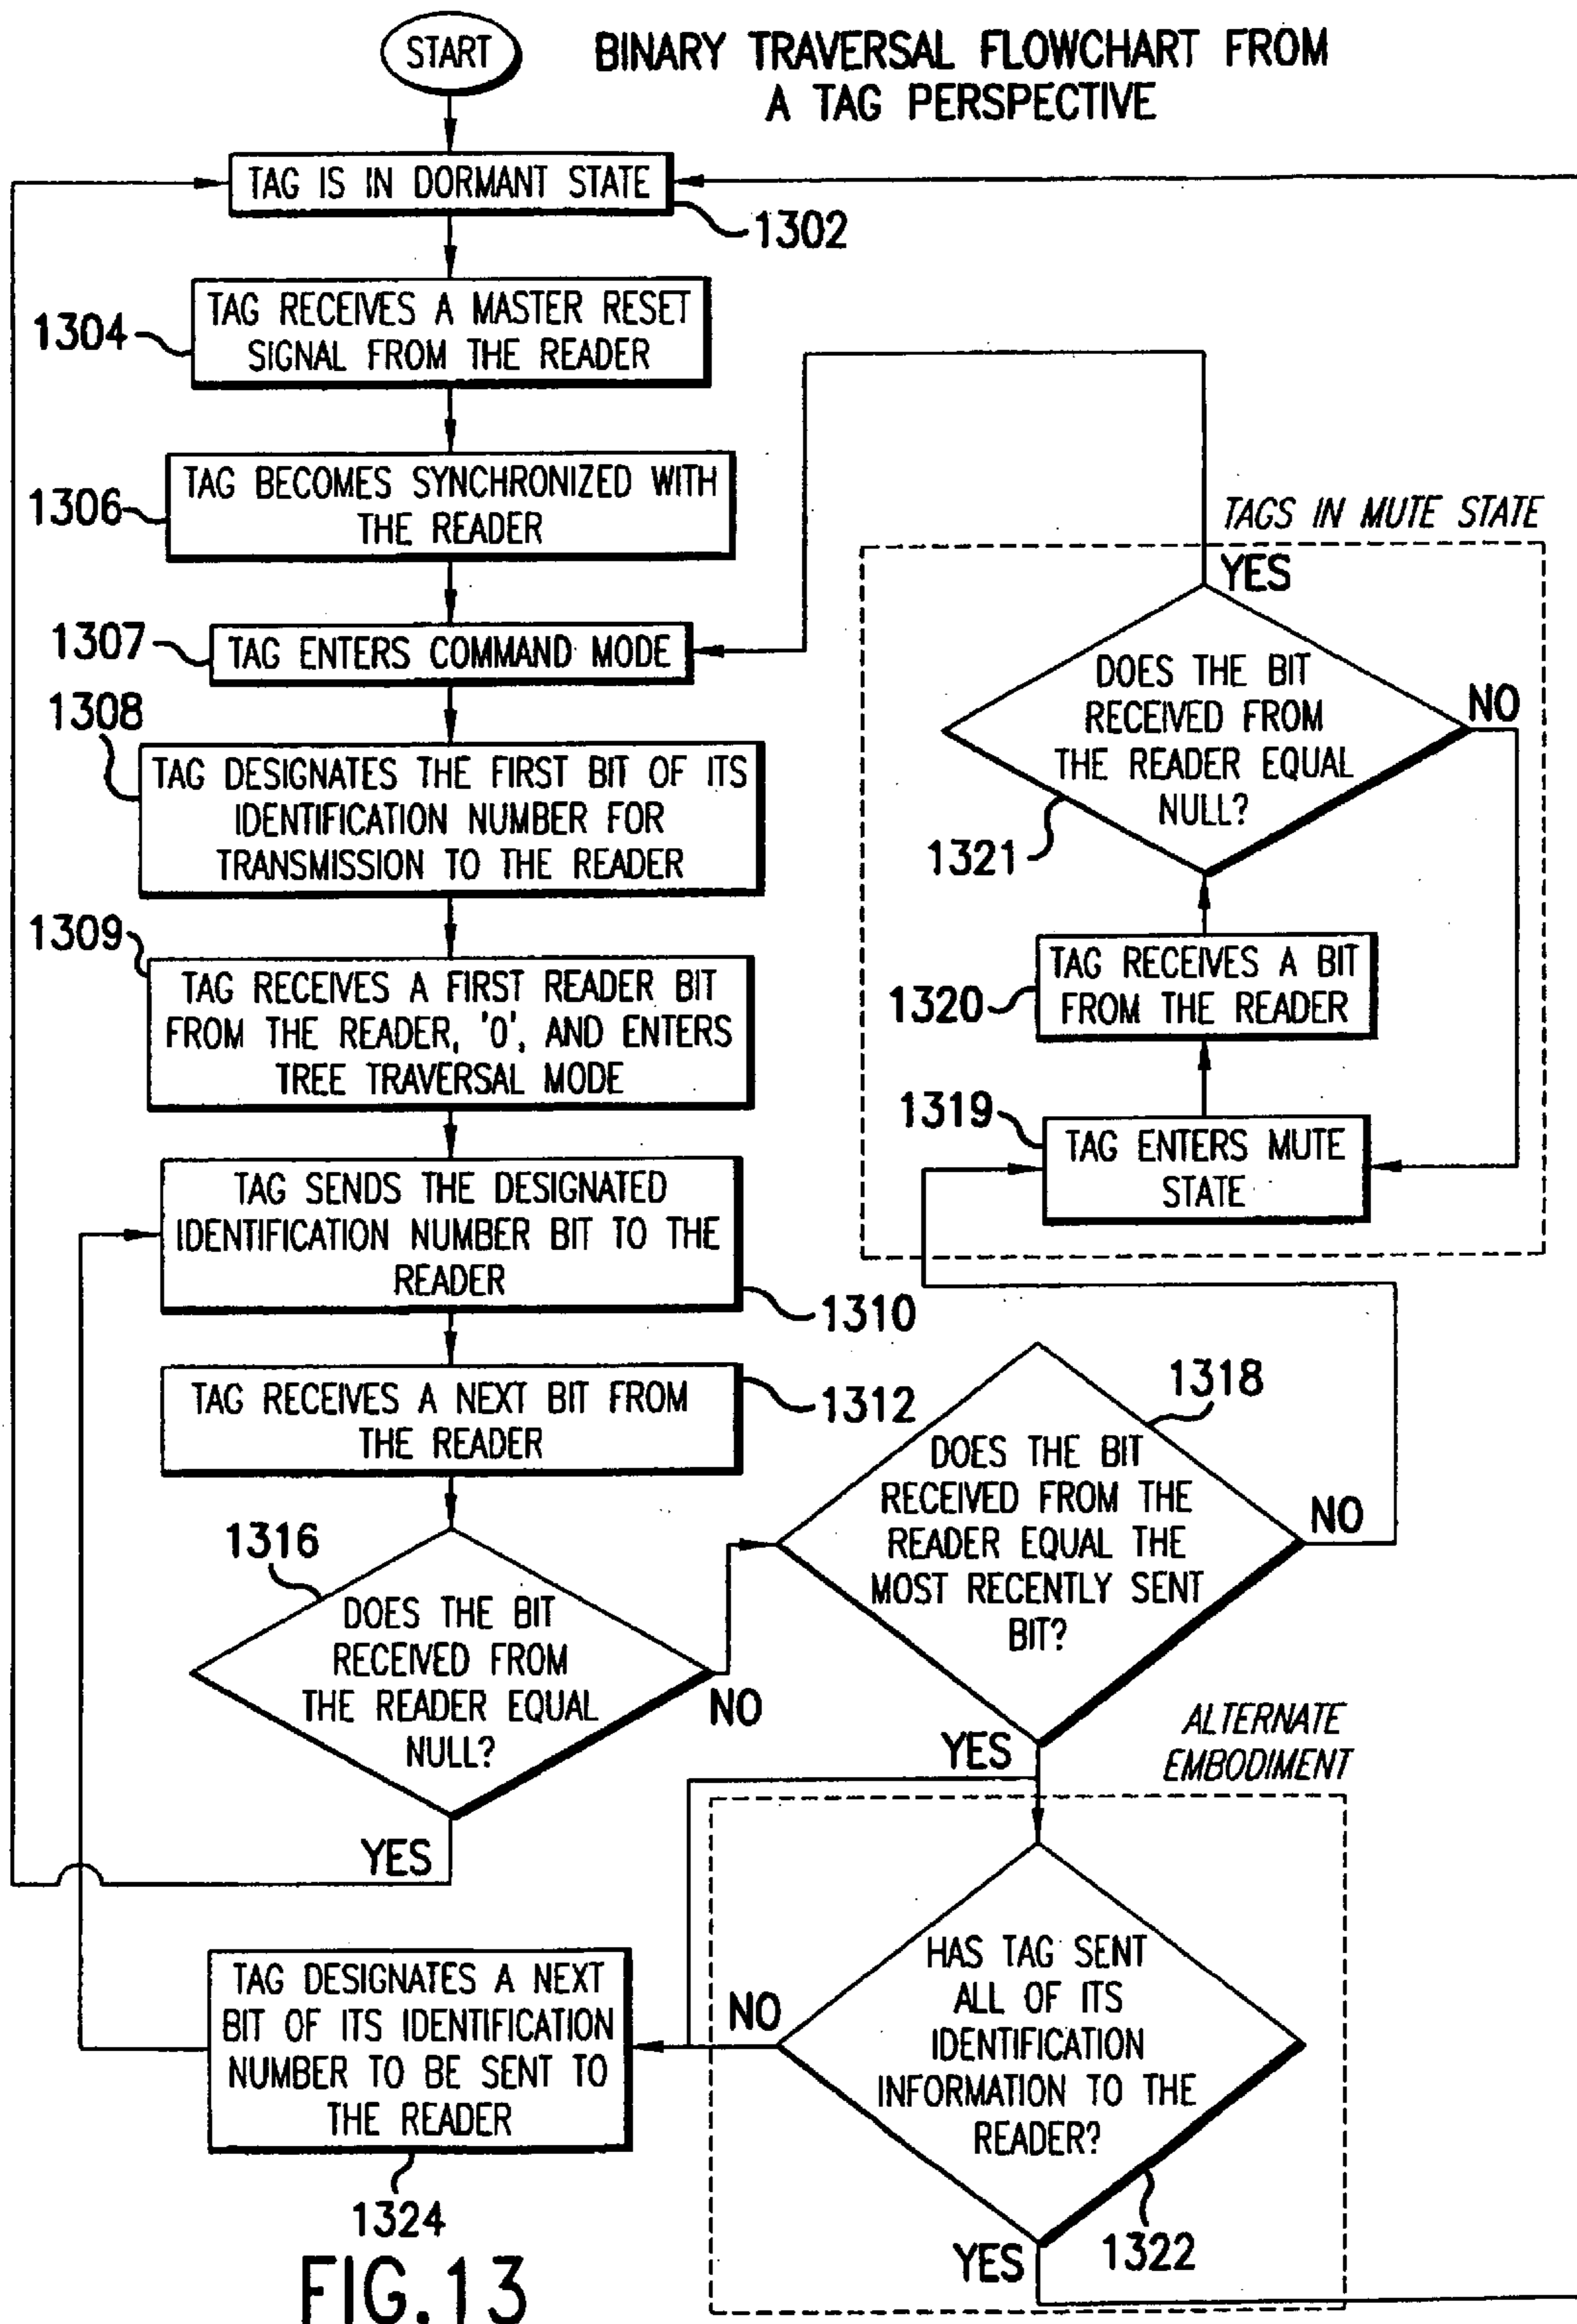 START
BINARY TRAVERSAL FLOWCHART FROM
A TAG PERSPECTIVE
TAG IS IN DORMANT STATE
1302
TAG RECEIVES A MASTER RESET
SIGNAL FROM THE READER
1304
TAG BECOMES SYNCHRONIZED WITH
THE READER
1306
TAG ENTERS COMMAND MODE
1307
1308
TAG DESIGNATES THE FIRST BIT OF ITS
IDENTIFICATION NUMBER FOR
TRANSMISSION TO THE READER
1309
TAG RECEIVES A FIRST READER BIT
FROM THE READER, '0', AND ENTERS
TREE TRAVERSAL MODE
TAG SENDS THE DESIGNATED
IDENTIFICATION NUMBER BIT TO THE
READER
1310
TAG RECEIVES A NEXT BIT FROM
THE READER
1312
1316
DOES THE BIT
RECEIVED FROM
THE READER EQUAL
NULL?
NO
YES
1318
DOES THE BIT
RECEIVED FROM THE
READER EQUAL THE
MOST RECENTLY SENT
BIT?
NO
YES
TAGS IN MUTE STATE
YES
DOES THE BIT
RECEIVED FROM
THE READER EQUAL
NULL?
NO
1321
TAG RECEIVES A BIT
FROM THE READER
1320
1319
TAG ENTERS MUTE
STATE
ALTERNATE
EMBODIMENT
HAS TAG SENT
ALL OF ITS
IDENTIFICATION
INFORMATION TO THE
READER?
NO
YES
1322
TAG DESIGNATES A NEXT
BIT OF ITS IDENTIFICATION
NUMBER TO BE SENT TO
THE READER
1324
FIG.13